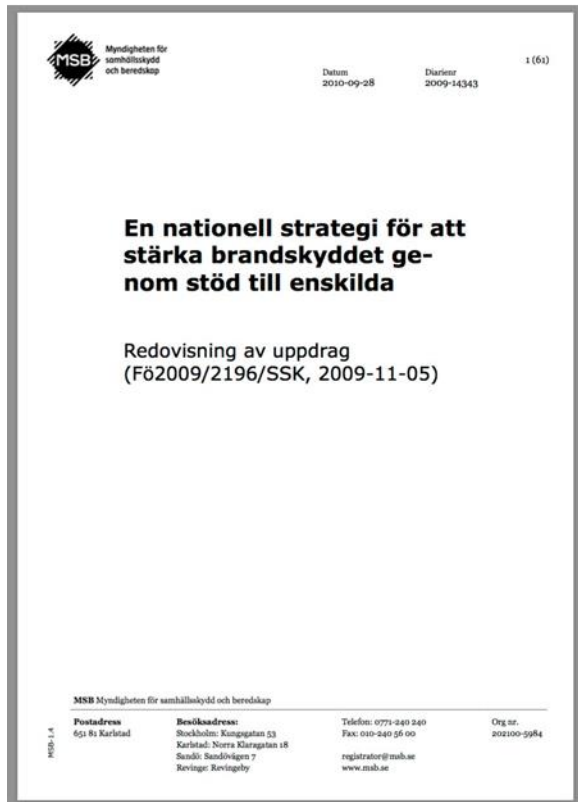 MSB
Myndigheten för
samhällsskydd
och beredskap
1 (61)
Datum
2010-09-28
Diarienr
2009-14343
En nationell strategi för att
stärka brandskyddet ge-
nom stöd till enskilda
Redovisning av uppdrag
(Fö2009/2196/SSK, 2009-11-05)
MSB Myndigheten för samhällsskydd och beredskap
Postadress
651 81 Karlstad
Besöksadress:
Stockholm: Kungsgatan 53
Karlstad: Norra Klaragatan 18
Sandö: Sandövägen 7
Revinge: Revingeby
Telefon: 0771-240 240
Fax: 010-240 56 00
registrator@msb.se
www.msb.se
Org nr.
202100-5984
MSB-1.4